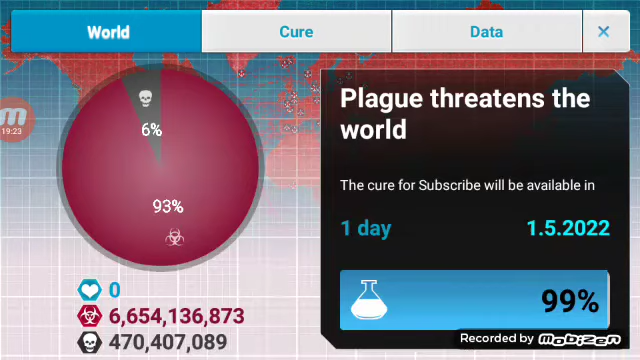 World
Cure
Data
×
19:23
6%
93%
0
6,654,136,873
470,407,089
Plague threatens the
world
The cure for Subscribe will be available in
1 day
1.5.2022
99%
Recorded by MOBIZEN